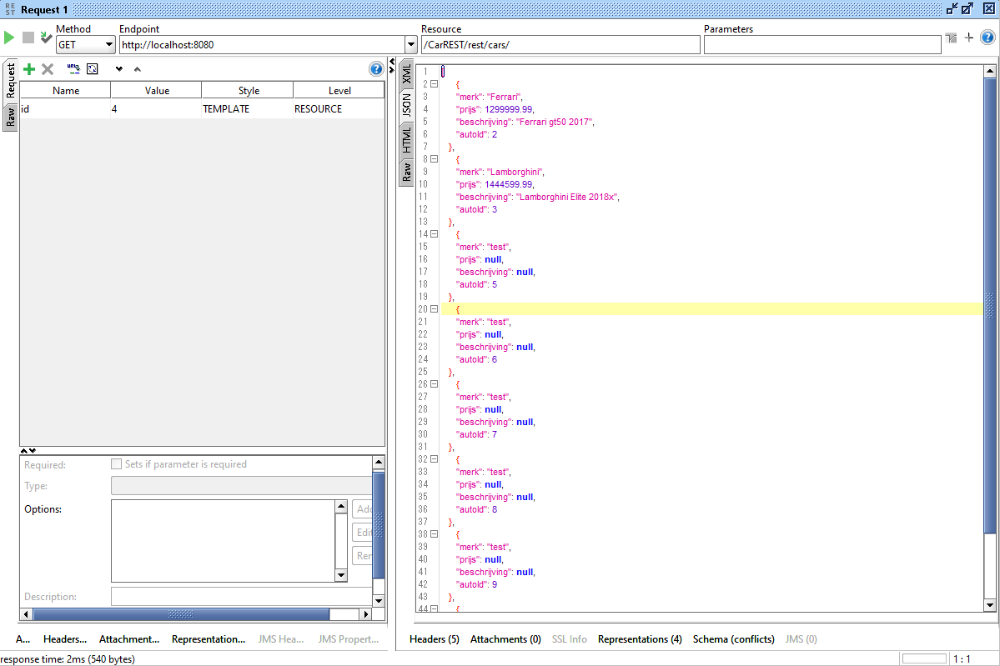 REST Request 1
Method
Endpoint
Resource
Parameters
GET
http://localhost:8080
/CarREST/rest/cars/
Request
Raw
Name Value Style Level
id 4 TEMPLATE RESOURCE
Required: Sets if parameter is required
Type:
Options:
Add
Edit
Rem
Description:
A... Headers... Attachment... Representation... JMS Hea... JMS Propert...
XML
JSON
HTML
Raw
1 [
2 {
3 "merk": "Ferrari",
4 "prijs": 1299999.99,
5 "beschrijving": "Ferrari gt50 2017",
6 "autoId": 2
7 },
8 {
9 "merk": "Lamborghini",
10 "prijs": 1444599.99,
11 "beschrijving": "Lamborghini Elite 2018x",
12 "autoId": 3
13 },
14 {
15 "merk": "test",
16 "prijs": null,
17 "beschrijving": null,
18 "autoId": 5
19 },
20 {
21 "merk": "test",
22 "prijs": null,
23 "beschrijving": null,
24 "autoId": 6
25 },
26 {
27 "merk": "test",
28 "prijs": null,
29 "beschrijving": null,
30 "autoId": 7
31 },
32 {
33 "merk": "test",
34 "prijs": null,
35 "beschrijving": null,
36 "autoId": 8
37 },
38 {
39 "merk": "test",
40 "prijs": null,
41 "beschrijving": null,
42 "autoId": 9
43 },
44 {
Headers (5) Attachments (0) SSL Info Representations (4) Schema (conflicts) JMS (0)
response time: 2ms (540 bytes)
1 : 1